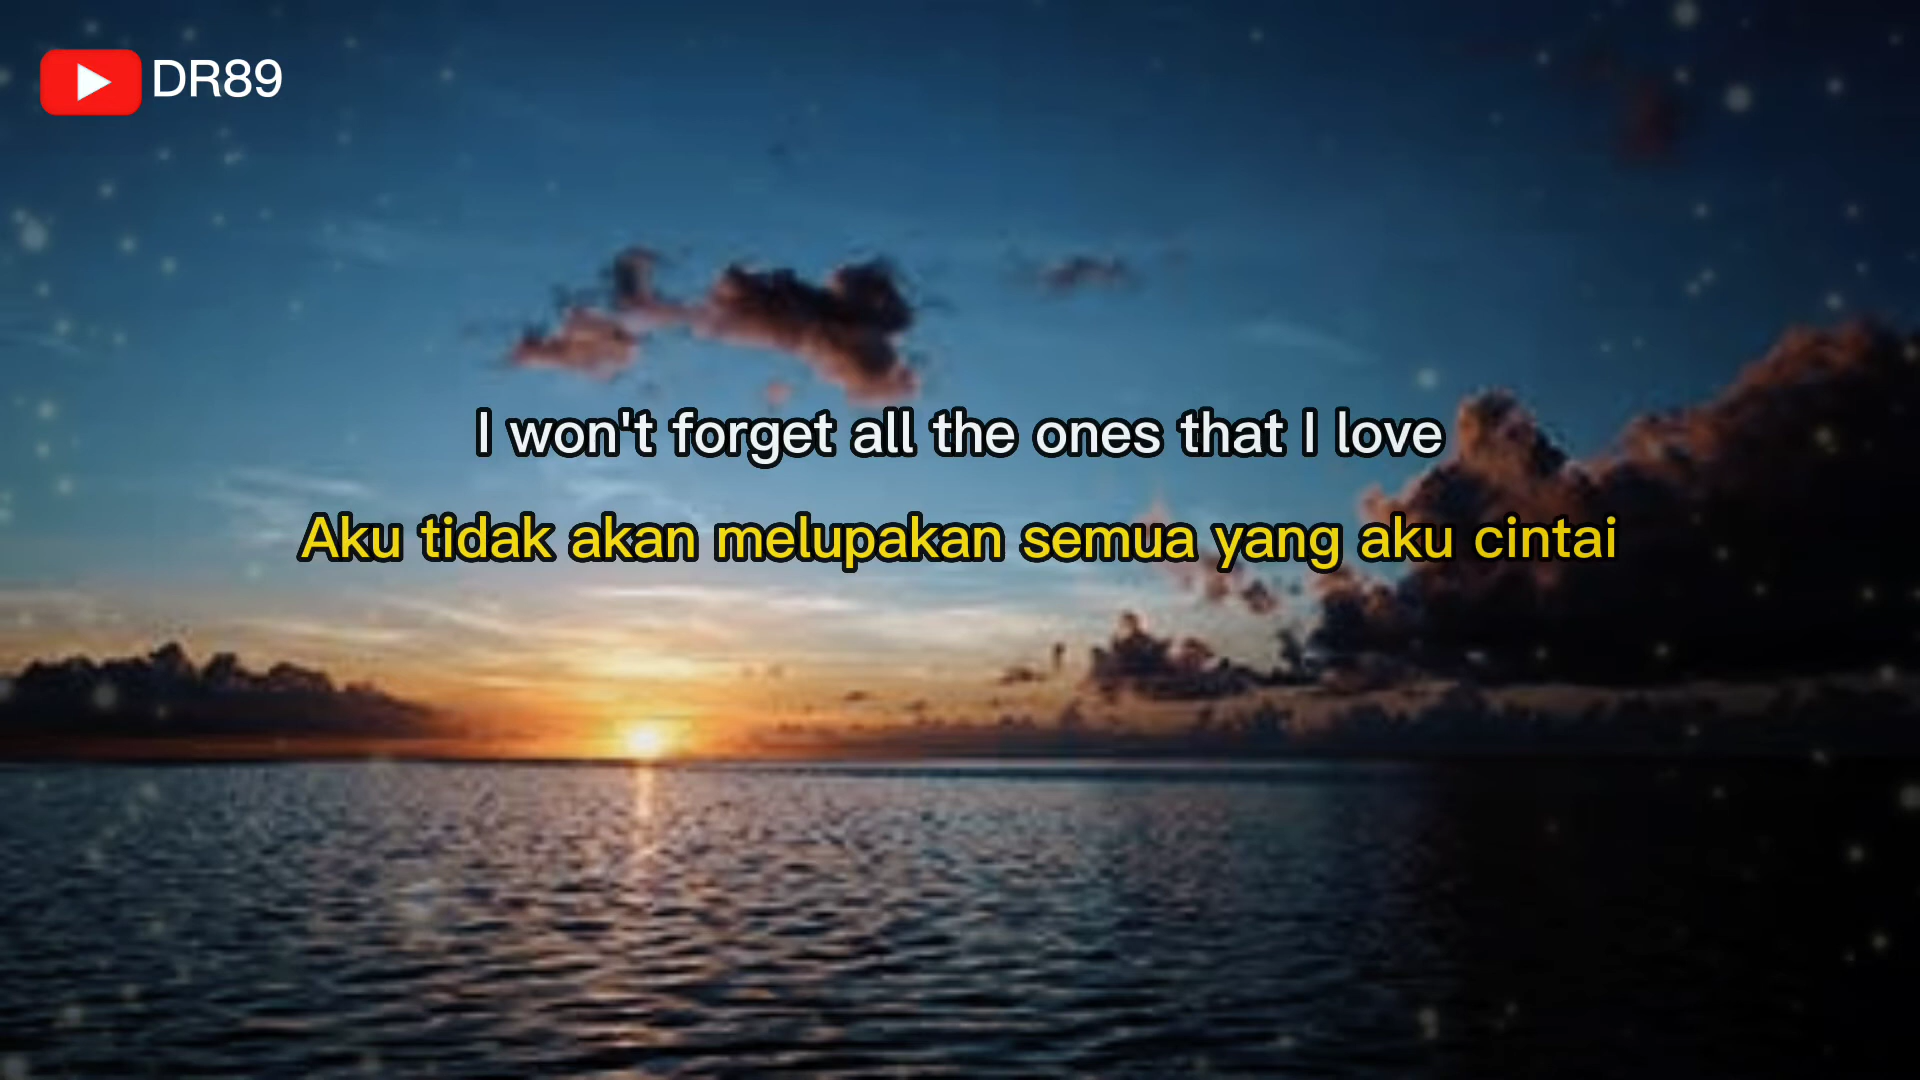 DR89
I won't forget all the ones that I love
Aku tidak akan melupakan semua yang aku cintai